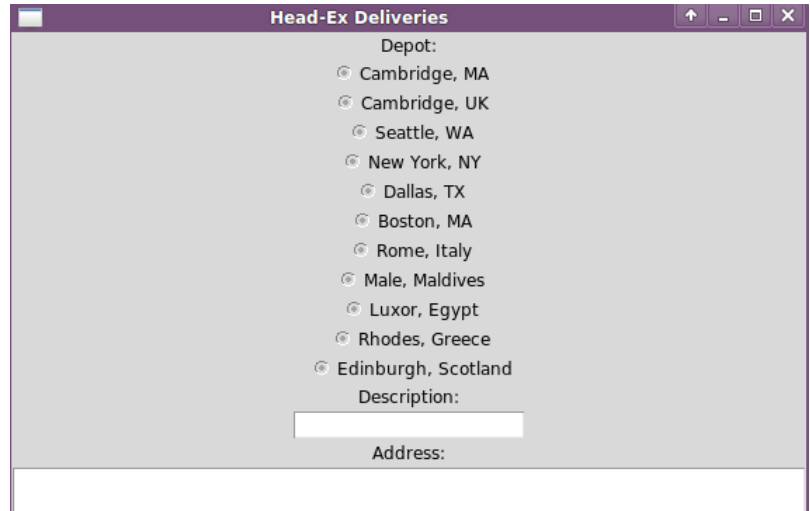 Head-Ex Deliveries
Depot:
Cambridge, MA
Cambridge, UK
Seattle, WA
New York, NY
Dallas, TX
Boston, MA
Rome, Italy
Male, Maldives
Luxor, Egypt
Rhodes, Greece
Edinburgh, Scotland
Description:
Address: